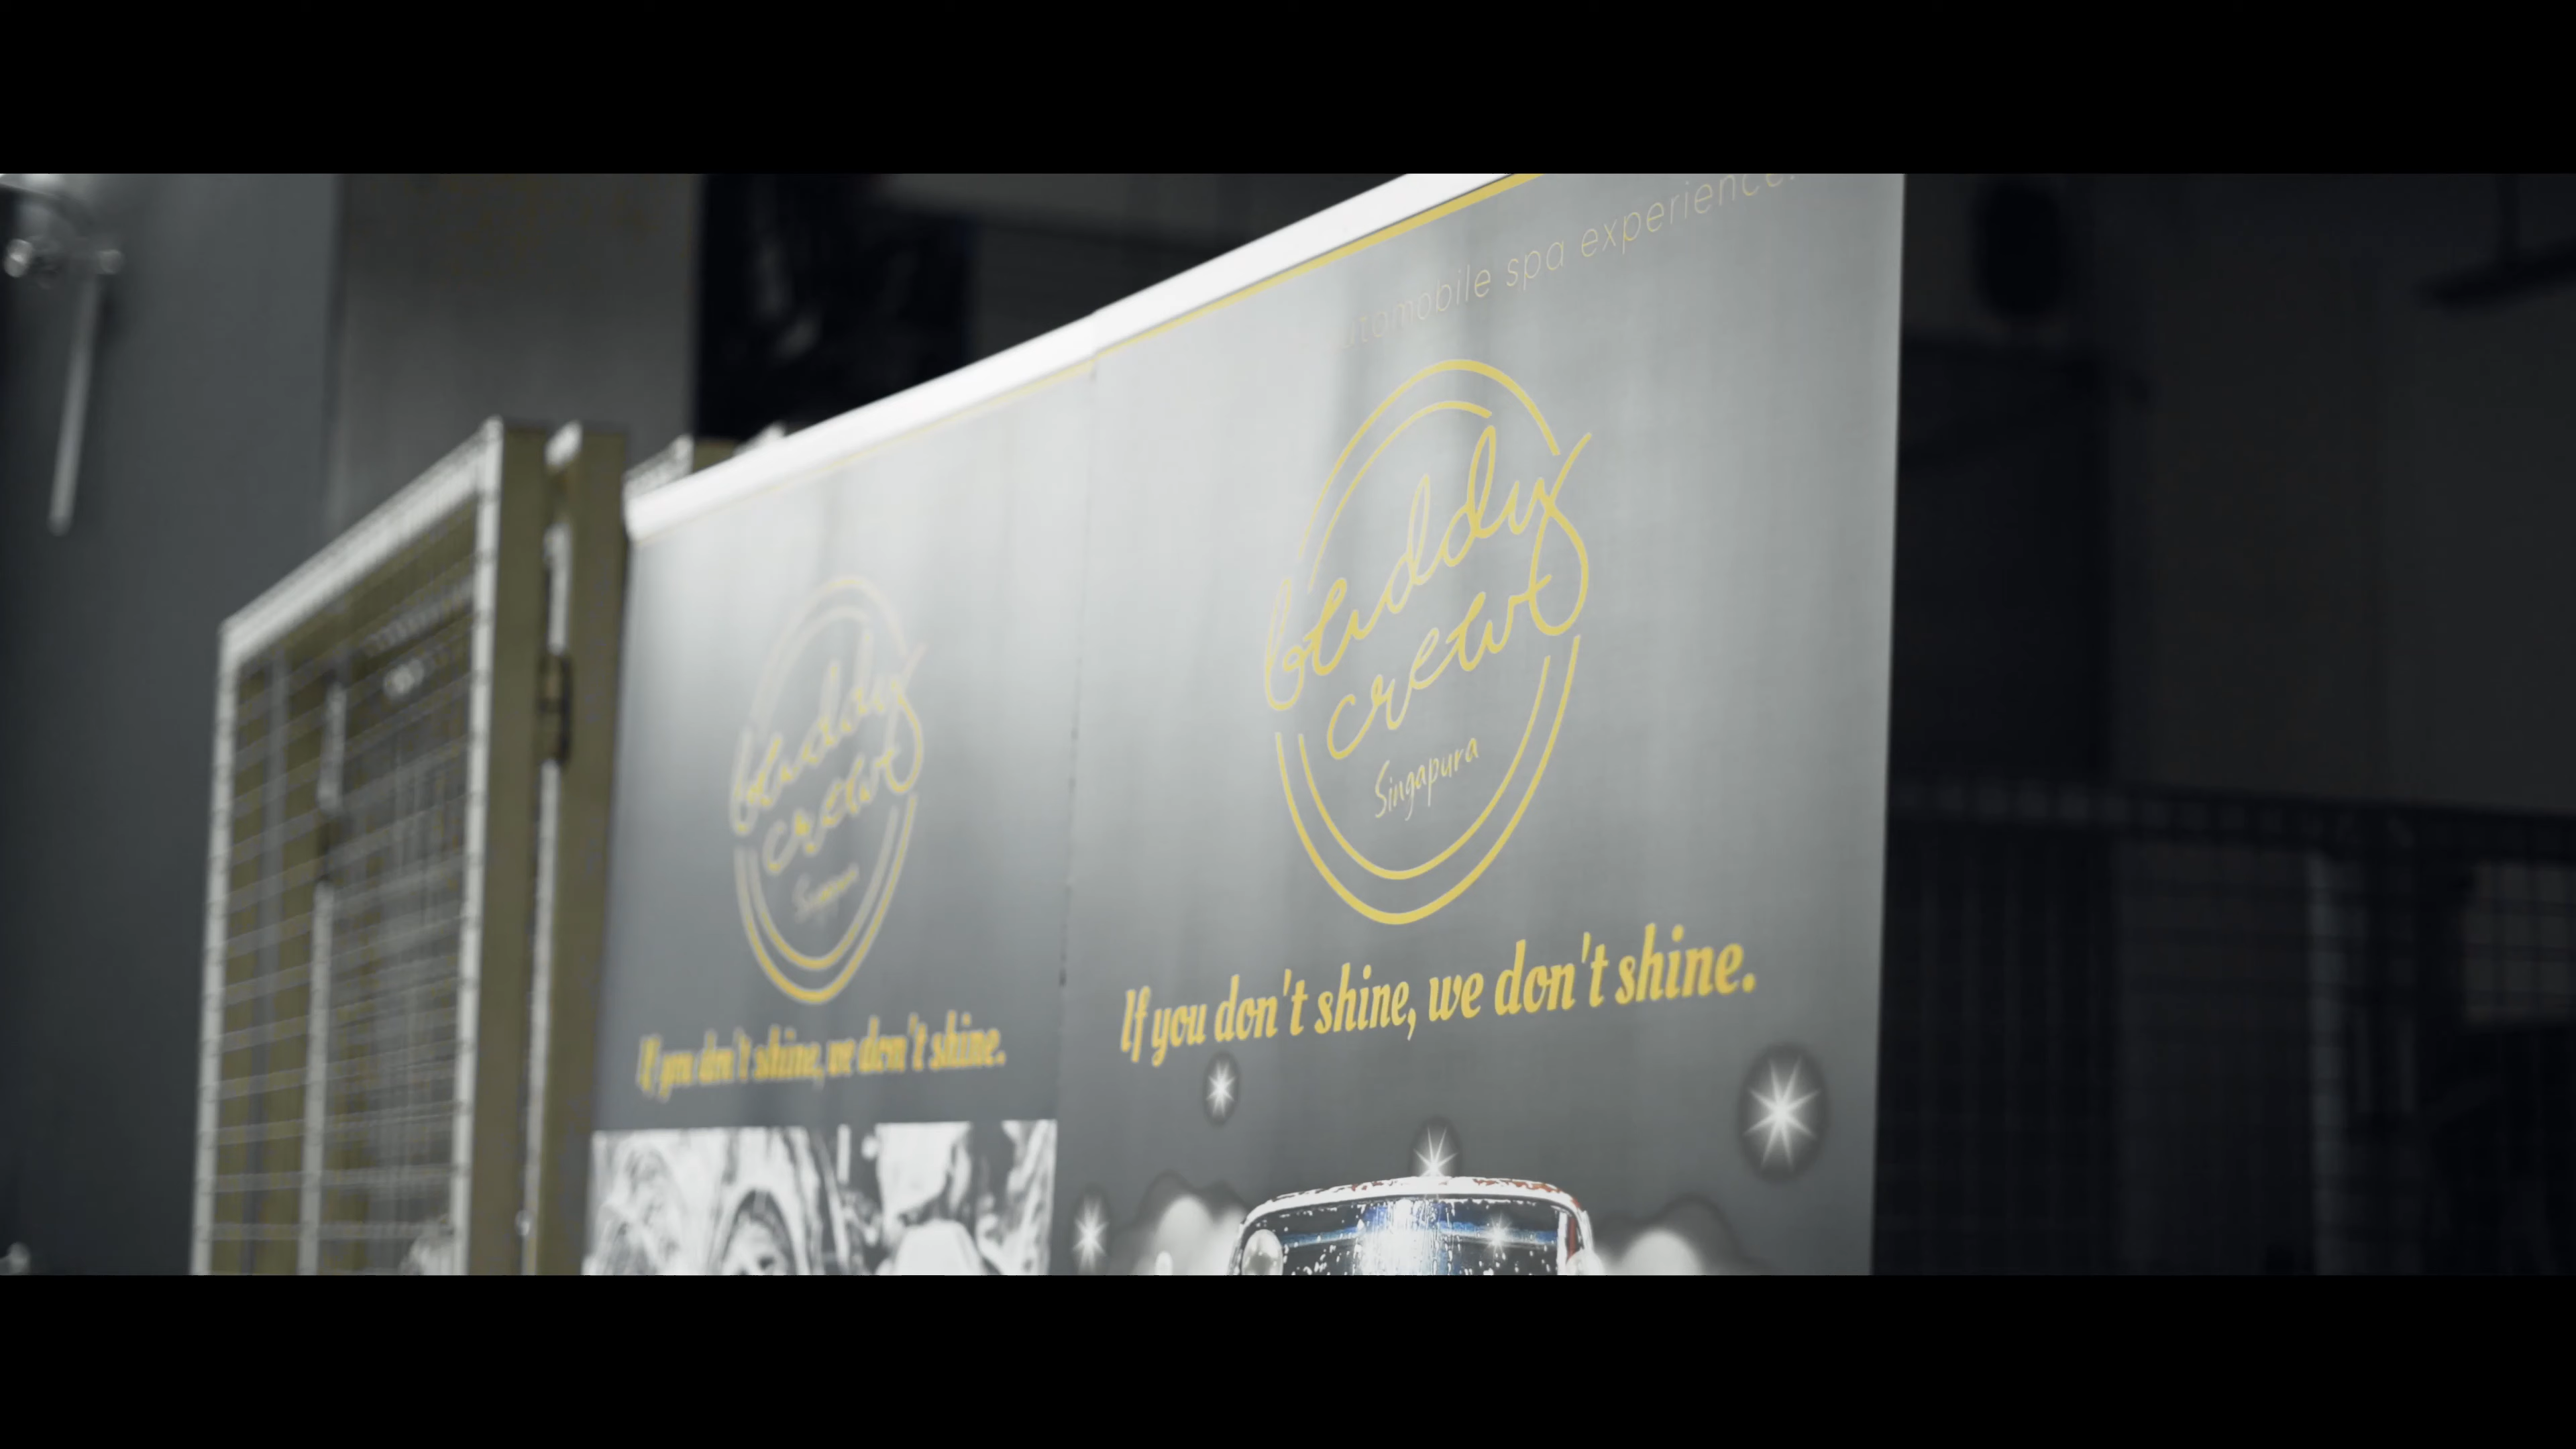 automobile spa experience.
buddy
crew
Singapura
If you don't shine, we don't shine.
buddy
crew
Singapura
If you don't shine, we don't shine.